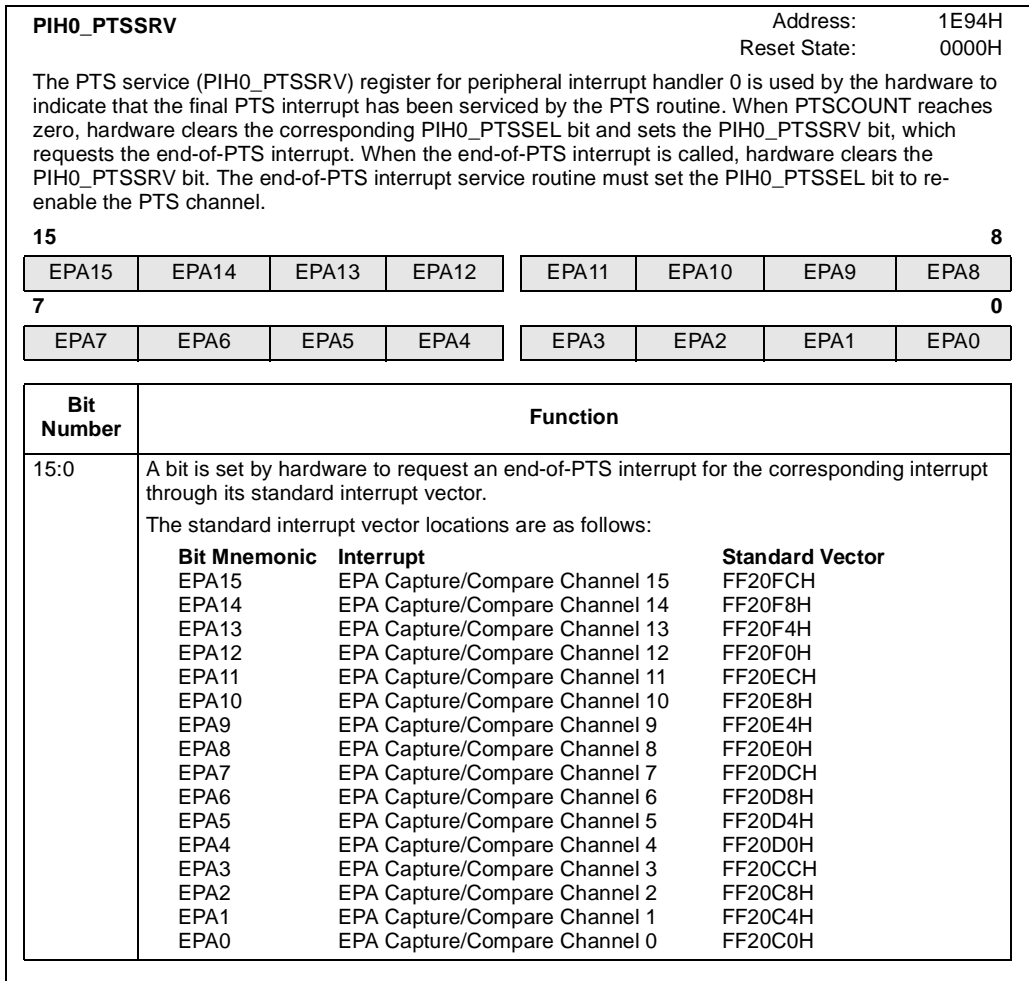 PIH0_PTSSRV Address: 1E94H
Reset State: 0000H
The PTS service (PIH0_PTSSRV) register for peripheral interrupt handler 0 is used by the hardware to
indicate that the final PTS interrupt has been serviced by the PTS routine. When PTSCOUNT reaches
zero, hardware clears the corresponding PIH0_PTSSEL bit and sets the PIH0_PTSSRV bit, which
requests the end-of-PTS interrupt. When the end-of-PTS interrupt is called, hardware clears the
PIH0_PTSSRV bit. The end-of-PTS interrupt service routine must set the PIH0_PTSSEL bit to re-
enable the PTS channel.
15 8
EPA15 EPA14 EPA13 EPA12 EPA11 EPA10 EPA9 EPA8
7 0
EPA7 EPA6 EPA5 EPA4 EPA3 EPA2 EPA1 EPA0
Bit
Number Function
15:0 A bit is set by hardware to request an end-of-PTS interrupt for the corresponding interrupt
through its standard interrupt vector.
The standard interrupt vector locations are as follows:
Bit Mnemonic Interrupt Standard Vector
EPA15 EPA Capture/Compare Channel 15 FF20FCH
EPA14 EPA Capture/Compare Channel 14 FF20F8H
EPA13 EPA Capture/Compare Channel 13 FF20F4H
EPA12 EPA Capture/Compare Channel 12 FF20F0H
EPA11 EPA Capture/Compare Channel 11 FF20ECH
EPA10 EPA Capture/Compare Channel 10 FF20E8H
EPA9 EPA Capture/Compare Channel 9 FF20E4H
EPA8 EPA Capture/Compare Channel 8 FF20E0H
EPA7 EPA Capture/Compare Channel 7 FF20DCH
EPA6 EPA Capture/Compare Channel 6 FF20D8H
EPA5 EPA Capture/Compare Channel 5 FF20D4H
EPA4 EPA Capture/Compare Channel 4 FF20D0H
EPA3 EPA Capture/Compare Channel 3 FF20CCH
EPA2 EPA Capture/Compare Channel 2 FF20C8H
EPA1 EPA Capture/Compare Channel 1 FF20C4H
EPA0 EPA Capture/Compare Channel 0 FF20C0H